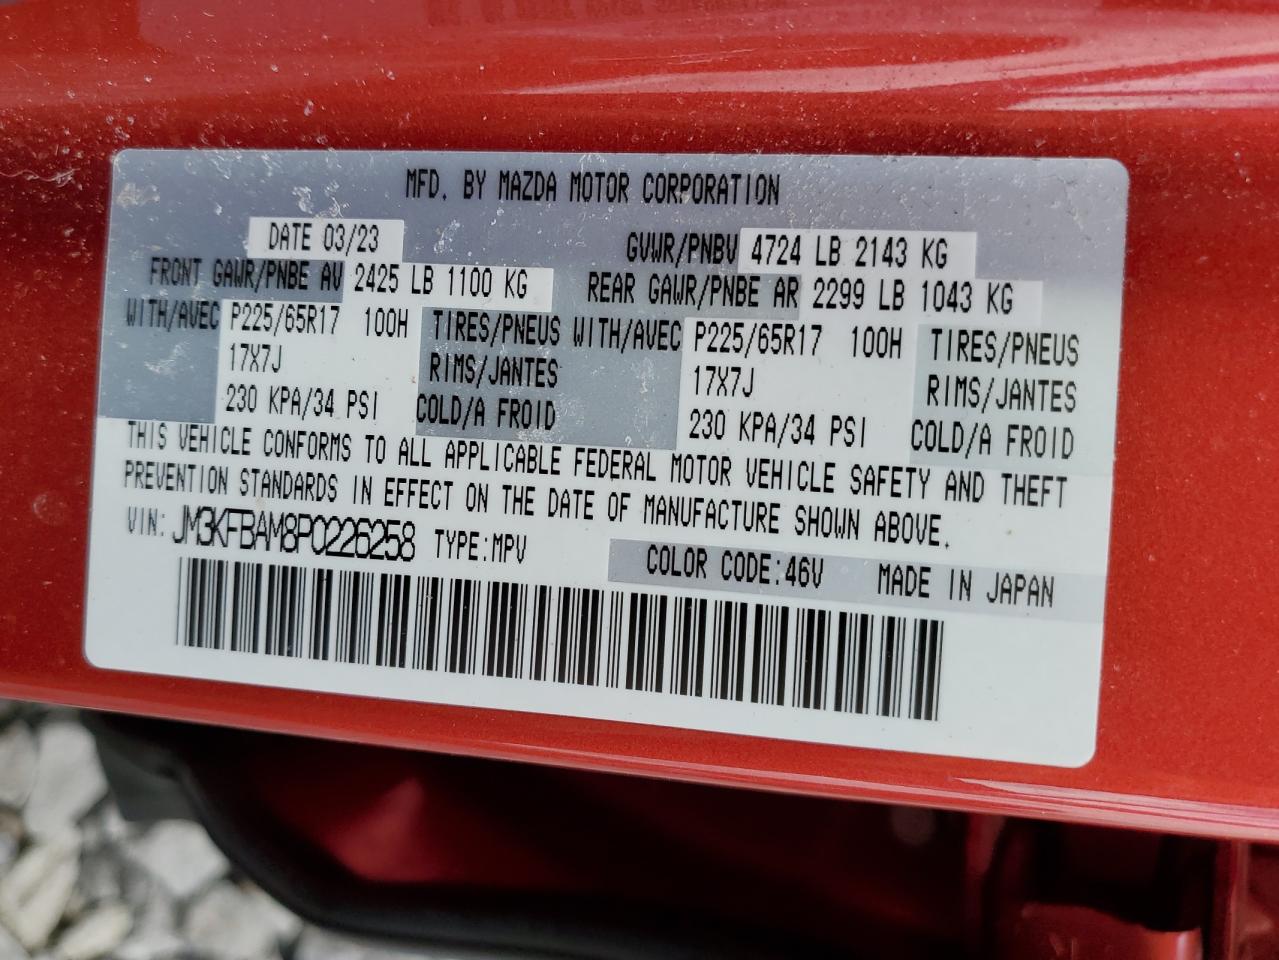 MFD. BY MAZDA MOTOR CORPORATION
DATE 03/23 GVWR/PNBV 4724 LB 2143 KG
FRONT GAWR/PNBE AV 2425 LB 1100 KG REAR GAWR/PNBE AR 2299 LB 1043 KG
WITH/AVEC P225/65R17 100H TIRES/PNEUS WITH/AVEC P225/65R17 100H TIRES/PNEUS
17X7J RIMS/JANTES 17X7J RIMS/JANTES
230 KPA/34 PSI COLD/A FROID 230 KPA/34 PSI COLD/A FROID
THIS VEHICLE CONFORMS TO ALL APPLICABLE FEDERAL MOTOR VEHICLE SAFETY AND THEFT
PREVENTION STANDARDS IN EFFECT ON THE DATE OF MANUFACTURE SHOWN ABOVE.
VIN: JM3KFBAM8P0226258 TYPE:MPV COLOR CODE:46V MADE IN JAPAN